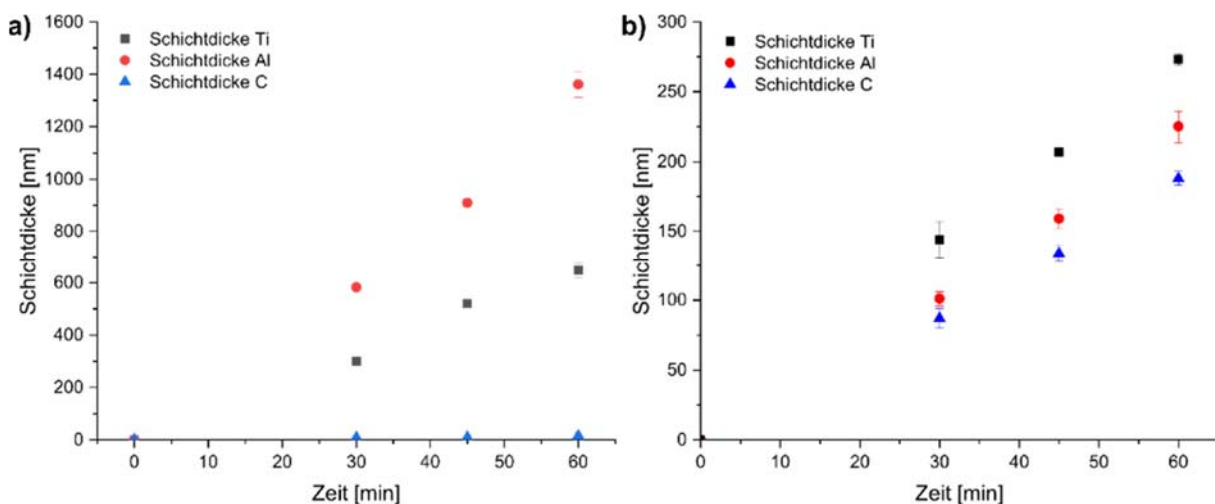 a)
Schichtdicke Ti
Schichtdicke Al
Schichtdicke C
Schichtdicke [nm]
1600
1400
1200
1000
800
600
400
200
0
0 10 20 30 40 50 60
Zeit [min]
b)
Schichtdicke Ti
Schichtdicke Al
Schichtdicke C
Schichtdicke [nm]
300
250
200
150
100
50
0
0 10 20 30 40 50 60
Zeit [min]